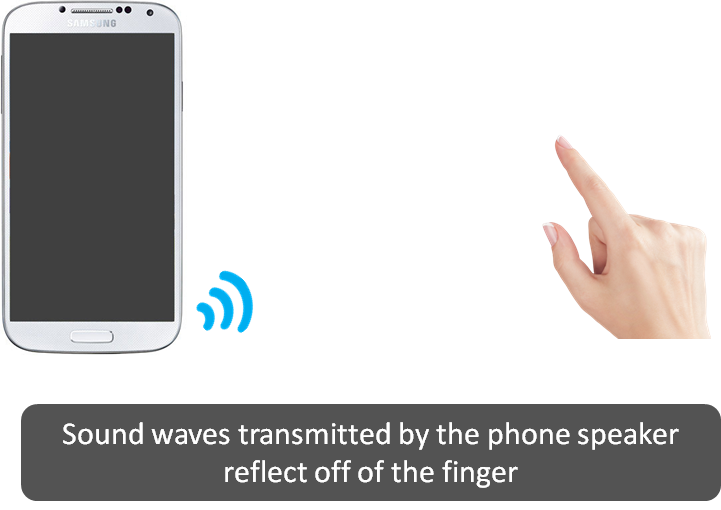 SAMSUNG
Sound waves transmitted by the phone speaker
reflect off of the finger